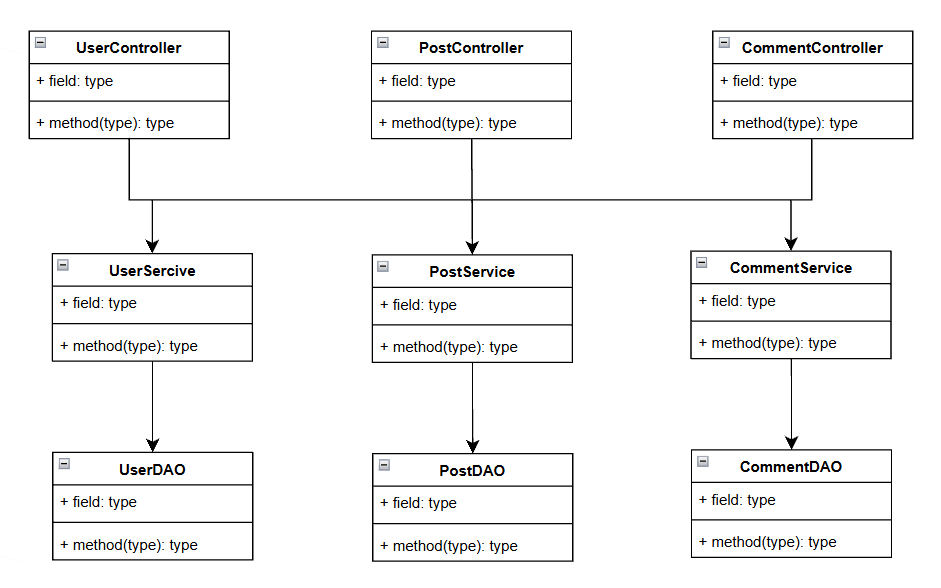 UserController
+ field: type
+ method(type): type
PostController
+ field: type
+ method(type): type
CommentController
+ field: type
+ method(type): type
UserSercive
+ field: type
+ method(type): type
PostService
+ field: type
+ method(type): type
CommentService
+ field: type
+ method(type): type
UserDAO
+ field: type
+ method(type): type
PostDAO
+ field: type
+ method(type): type
CommentDAO
+ field: type
+ method(type): type